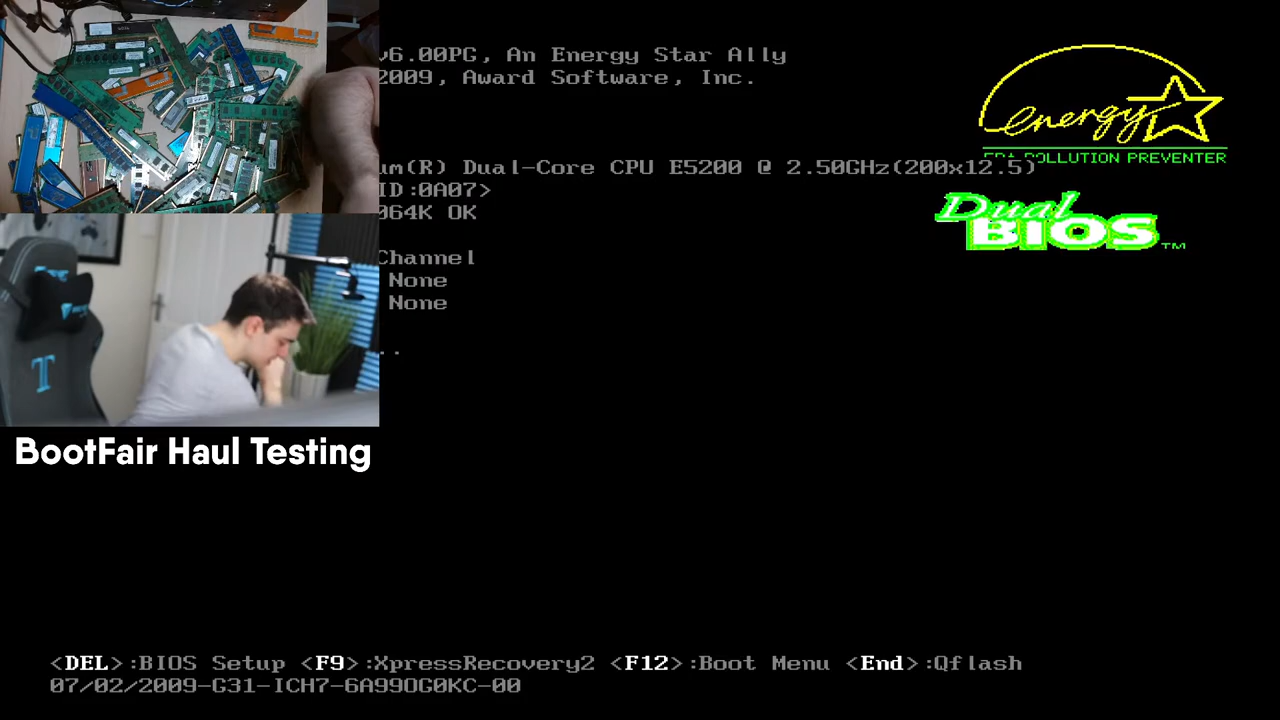 v6.00PG, An Energy Star Ally
2009, Award Software, Inc.
energy
EPA POLLUTION PREVENTER
um(R) Dual-Core CPU E5200 @ 2.50GHz(200x12.5)
ID:0A07>
064K OK
Dual
BIOS™
Channel
None
None
..
T
BootFair Haul Testing
<DEL>:BIOS Setup <F9>:XpressRecovery2 <F12>:Boot Menu <End>:Qflash
07/02/2009-G31-ICH7-6A99OG0KC-00